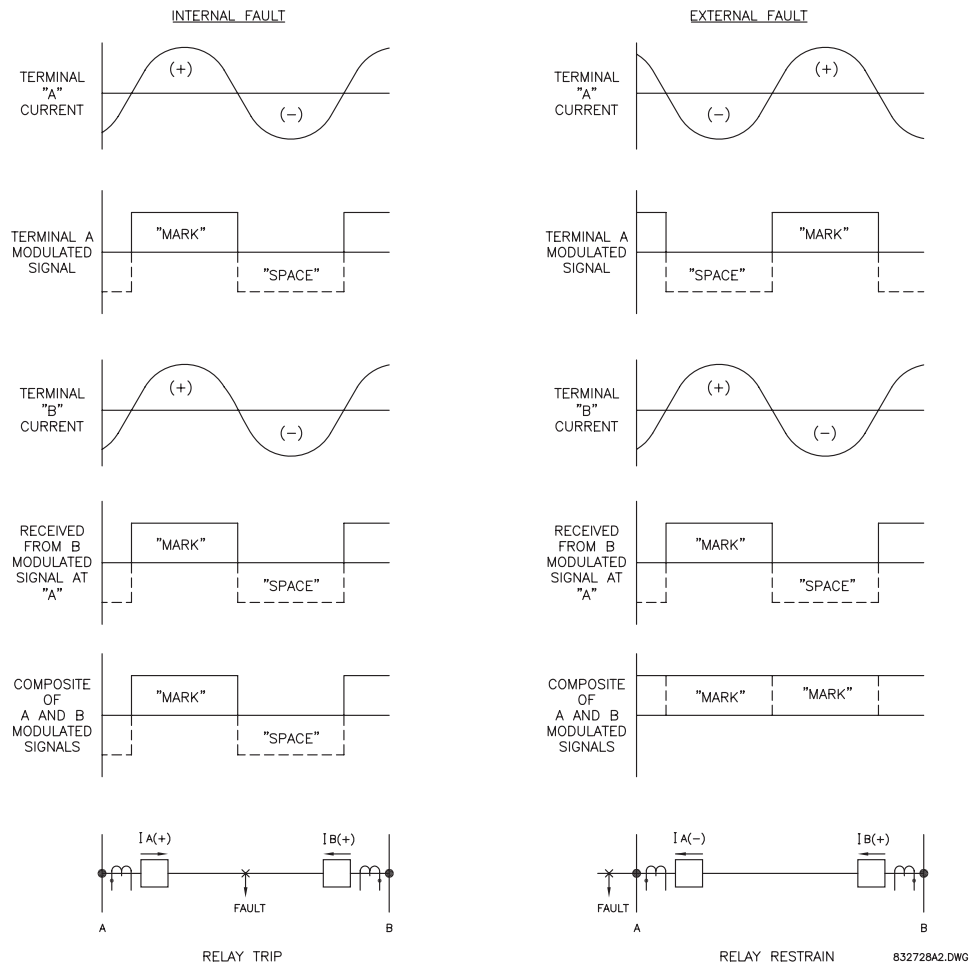 INTERNAL FAULT
EXTERNAL FAULT
TERMINAL
"A"
CURRENT
(+)
(-)
TERMINAL
"A"
CURRENT
(-)
(+)
TERMINAL A
MODULATED
SIGNAL
"MARK"
"SPACE"
TERMINAL A
MODULATED
SIGNAL
"SPACE"
"MARK"
TERMINAL
"B"
CURRENT
(+)
(-)
TERMINAL
"B"
CURRENT
(+)
(-)
RECEIVED
FROM B
MODULATED
SIGNAL AT
"A"
"MARK"
"SPACE"
RECEIVED
FROM B
MODULATED
SIGNAL AT
"A"
"MARK"
"SPACE"
COMPOSITE
OF
A AND B
MODULATED
SIGNALS
"MARK"
"SPACE"
COMPOSITE
OF
A AND B
MODULATED
SIGNALS
"MARK"
"MARK"
I A(+)
I B(+)
FAULT
A
B
RELAY TRIP
I A(-)
I B(+)
FAULT
A
B
RELAY RESTRAIN
832728A2.DWG